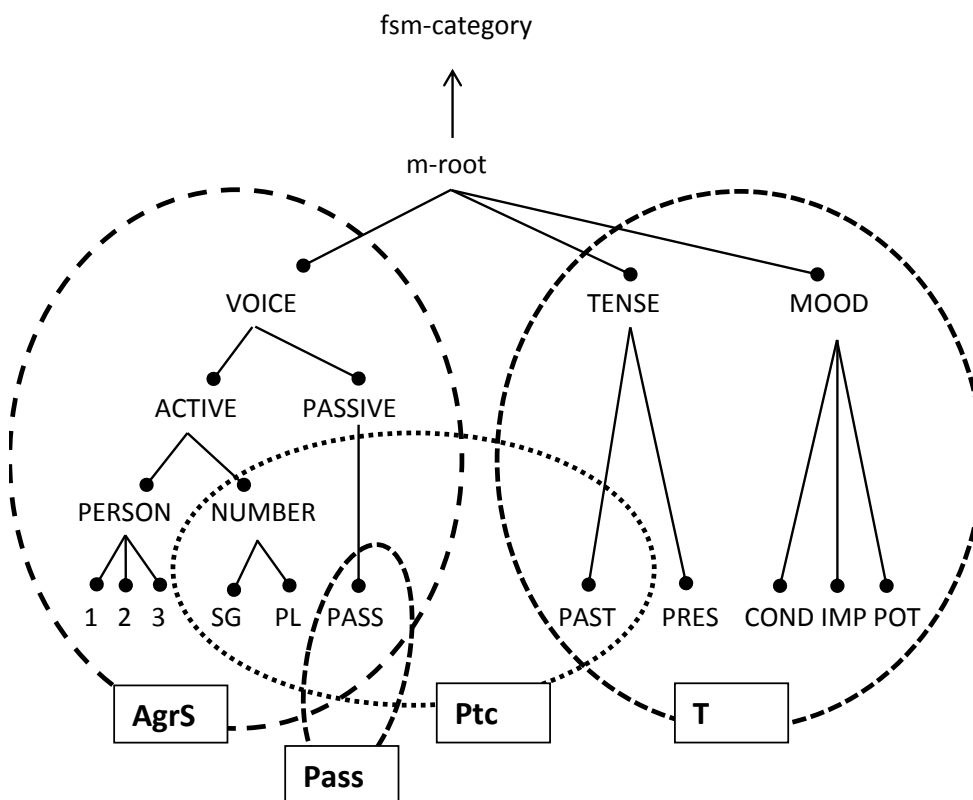 fsm-category
m-root
VOICE TENSE MOOD
ACTIVE PASSIVE
PERSON NUMBER
1 2 3 SG PL PASS PAST PRES COND IMP POT
AgrS Ptc T
Pass